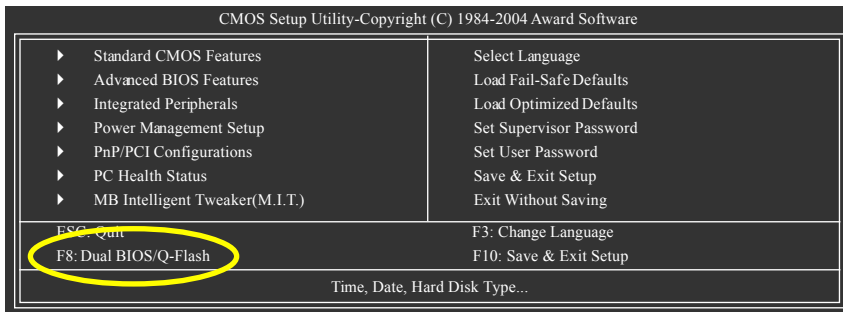 CMOS Setup Utility-Copyright (C) 1984-2004 Award Software
Standard CMOS Features
Advanced BIOS Features
Integrated Peripherals
Power Management Setup
PnP/PCI Configurations
PC Health Status
MB Intelligent Tweaker(M.I.T.)
Select Language
Load Fail-Safe Defaults
Load Optimized Defaults
Set Supervisor Password
Set User Password
Save & Exit Setup
Exit Without Saving
ESC: Quit
F8: Dual BIOS/Q-Flash
F3: Change Language
F10: Save & Exit Setup
Time, Date, Hard Disk Type...